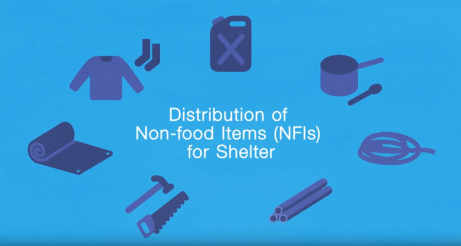 Distribution of
Non-food Items (NFIs)
for Shelter